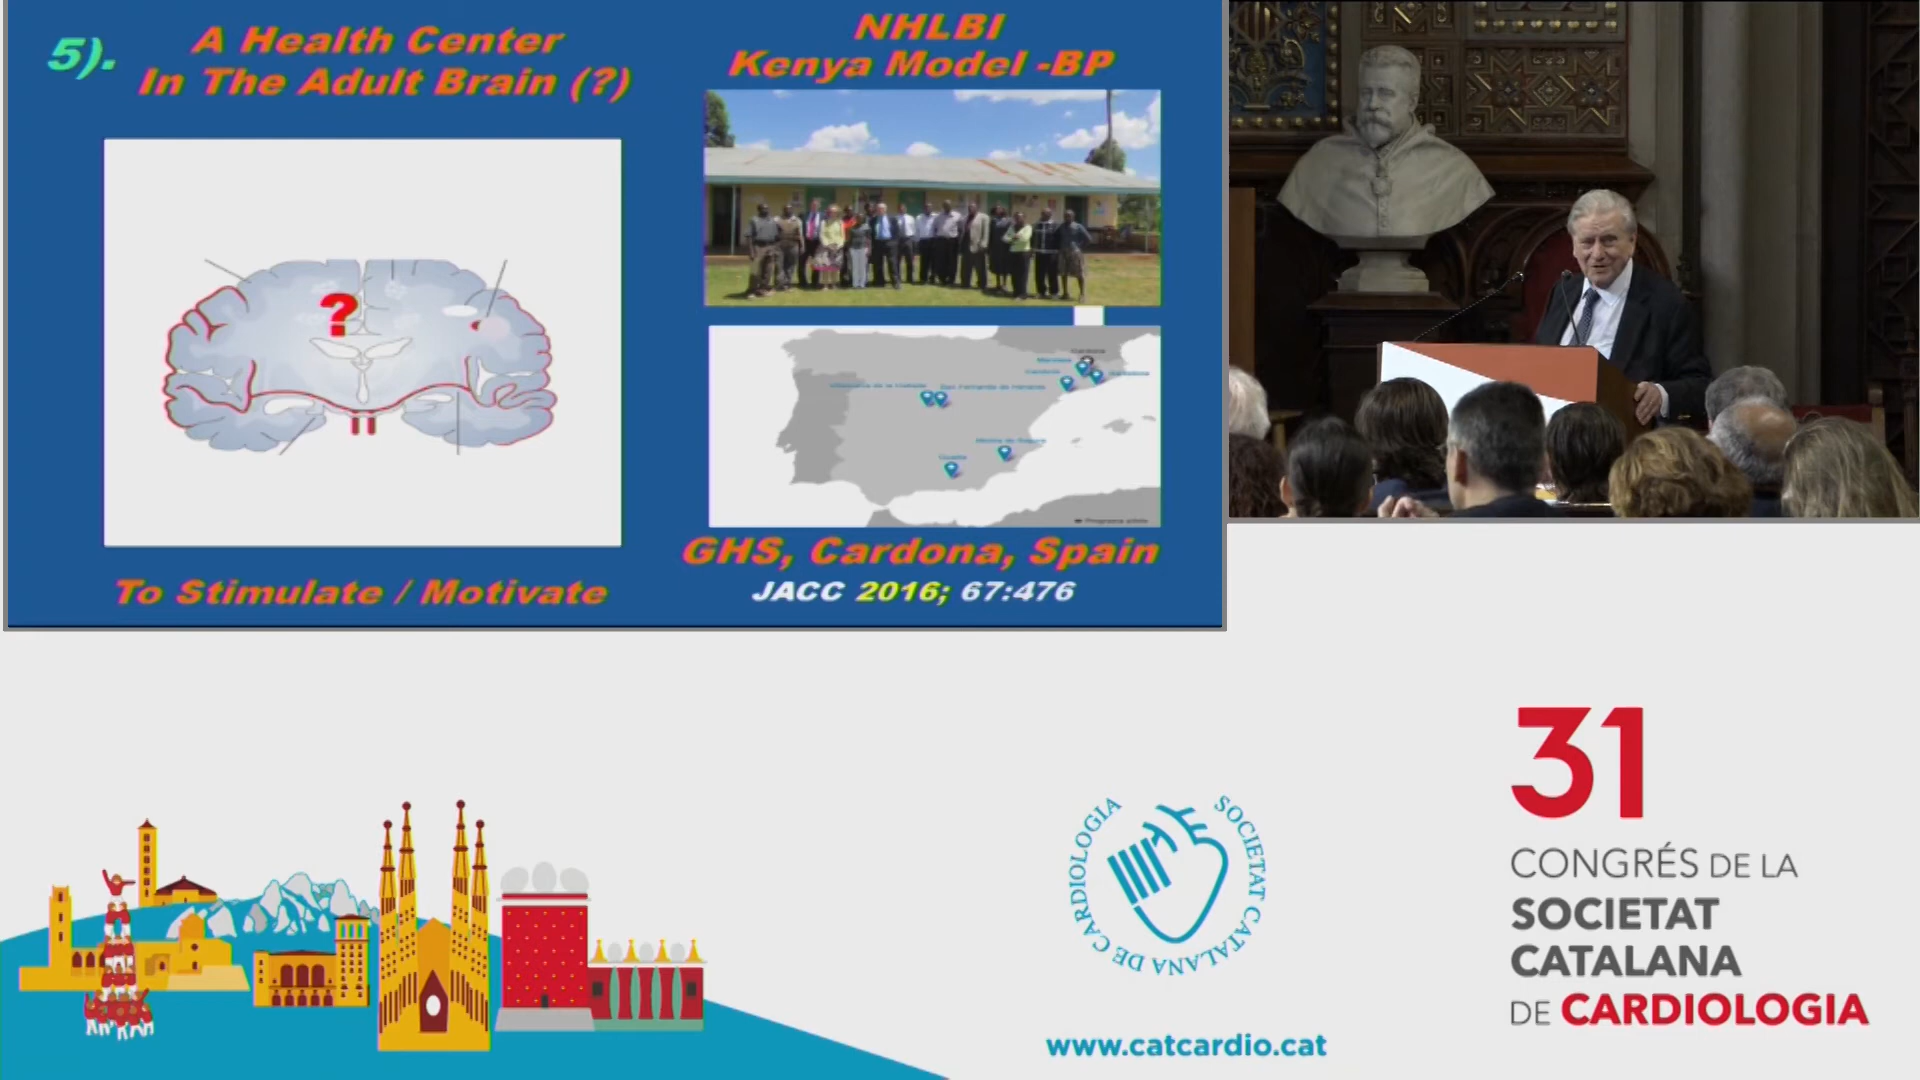 5).
A Health Center
In The Adult Brain (?)
?
To Stimulate / Motivate
NHLBI
Kenya Model -BP
GHS, Cardona, Spain
JACC 2016; 67:476
SOCIETAT CATALANA DE CARDIOLOGIA
www.catcardio.cat
31
CONGRÉS DE LA
SOCIETAT
CATALANA
DE CARDIOLOGIA